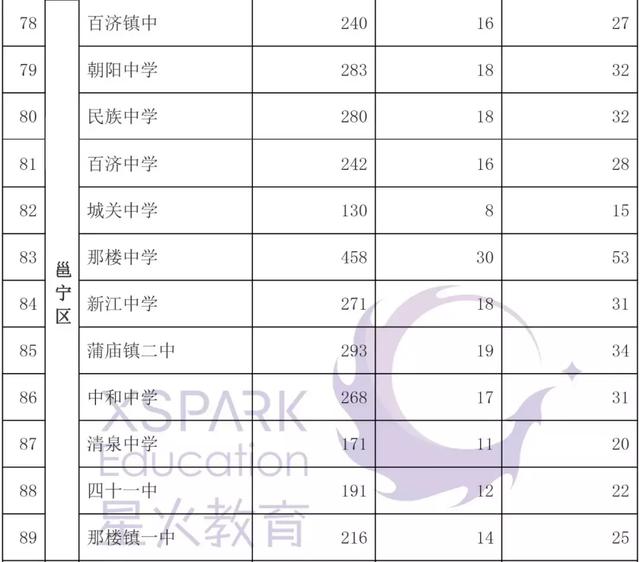 78 百济镇中 240 16 27
79 朝阳中学 283 18 32
80 民族中学 280 18 32
81 百济中学 242 16 28
82 城关中学 130 8 15
83 那楼中学 458 30 53
邕宁区
84 新江中学 271 18 31
85 蒲庙镇二中 293 19 34
86 中和中学 268 17 31
XSPARK
87 清泉中学 171 11 20
Education
88 四十一中 191 12 22
星火教育
89 那楼镇一中 216 14 25